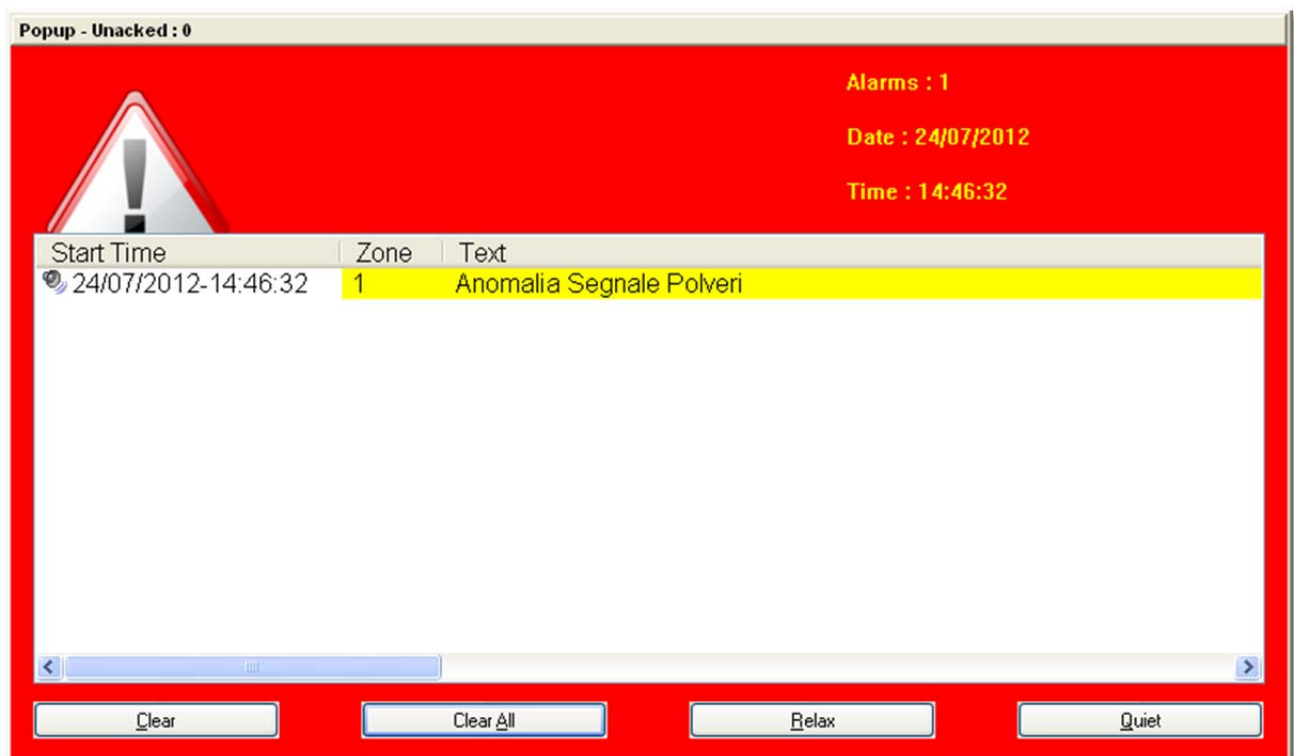 Popup - Unacked : 0
Alarms : 1
Date : 24/07/2012
Time : 14:46:32
Start Time Zone Text
24/07/2012-14:46:32 1 Anomalia Segnale Polveri
Clear Clear All Relax Quiet